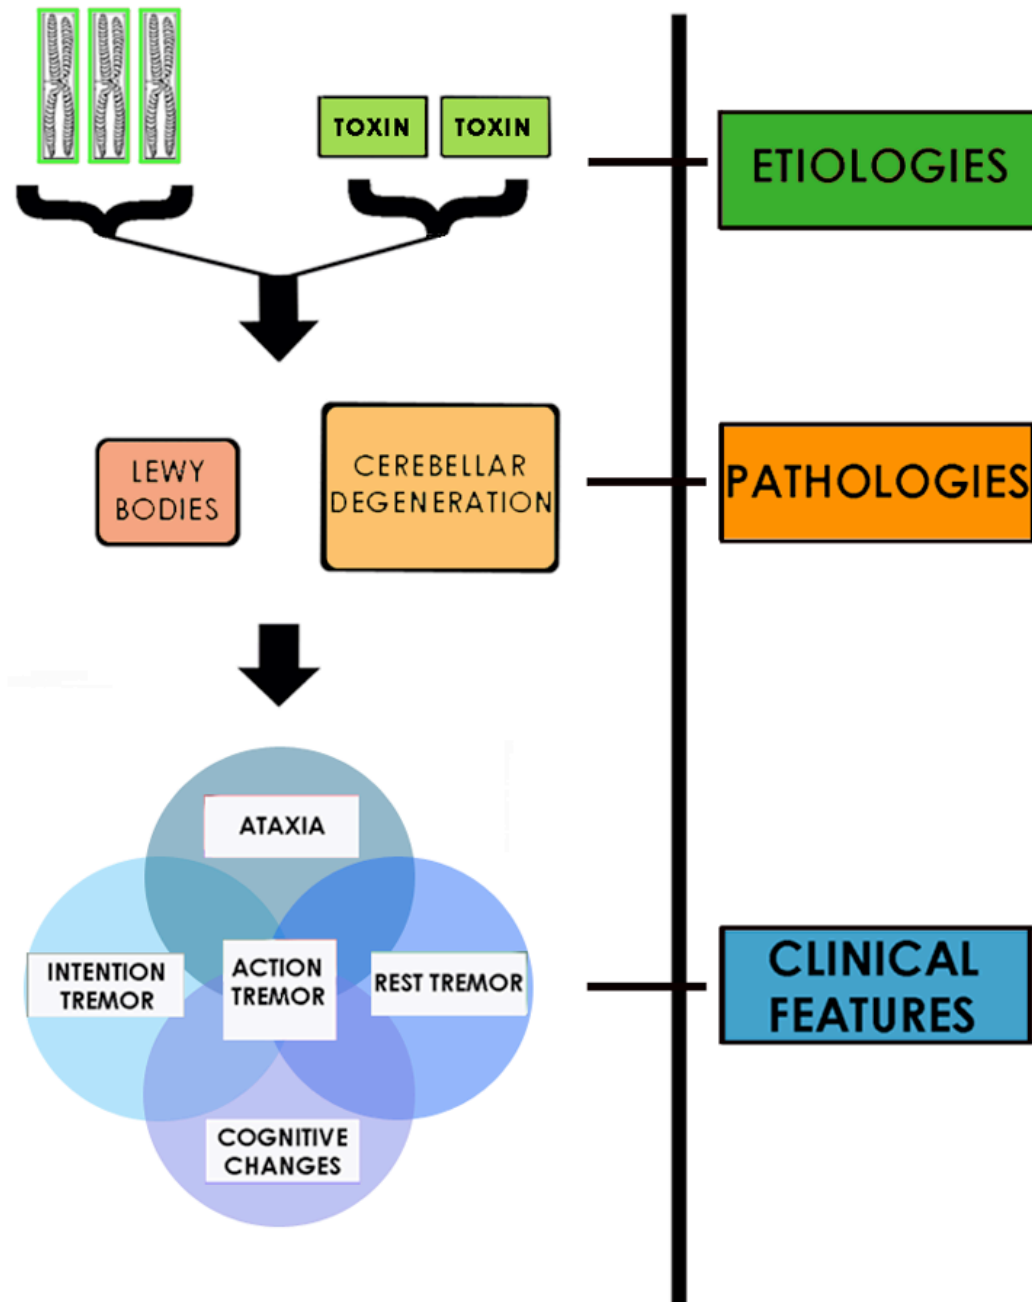 TOXIN
TOXIN
ETIOLOGIES
LEWY
BODIES
CEREBELLAR
DEGENERATION
PATHOLOGIES
ATAXIA
INTENTION
TREMOR
ACTION
TREMOR
REST TREMOR
COGNITIVE
CHANGES
CLINICAL
FEATURES